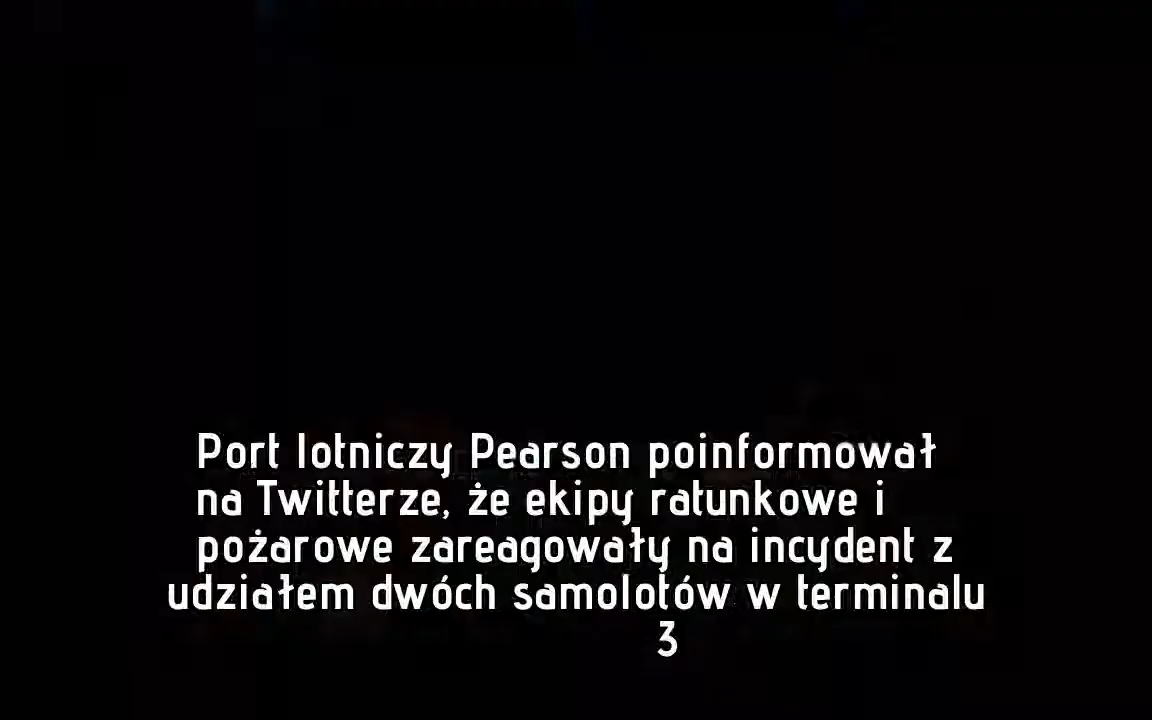 Port lotniczy Pearson poinformował
na Twitterze, że ekipy ratunkowe i
pożarowe zareagowały na incydent z
udziałem dwóch samolotów w terminalu
3